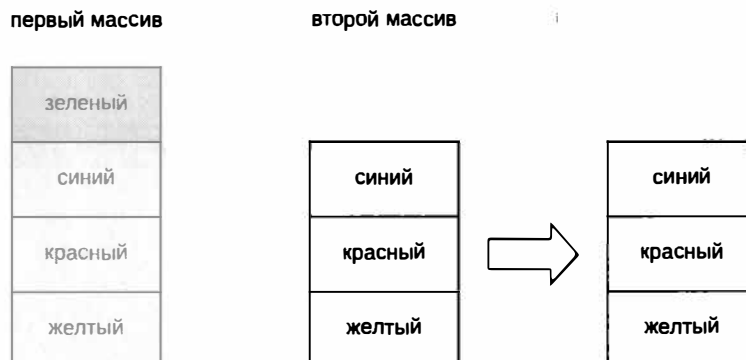 первый массив
второй массив
зеленый
синий
синий
синий
красный
красный
красный
желтый
желтый
желтый